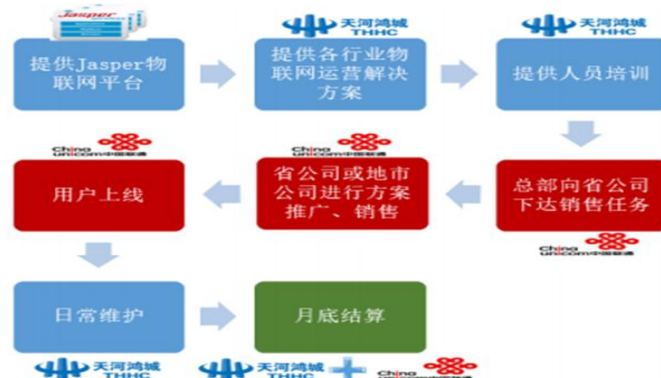 Jasper
天河鸿城
THHC
天河鸿城
THHC
提供Jasper物
联网平台
提供各行业物
联网运营解决
方案
提供人员培训
China
unicom中国联通
China
unicom中国联通
用户上线
省公司或地市
公司进行方案
推广、销售
总部向省公司
下达销售任务
China
unicom中国联通
日常维护
月底结算
天河鸿城
THHC
天河鸿城
THHC
China
unicom中国联通